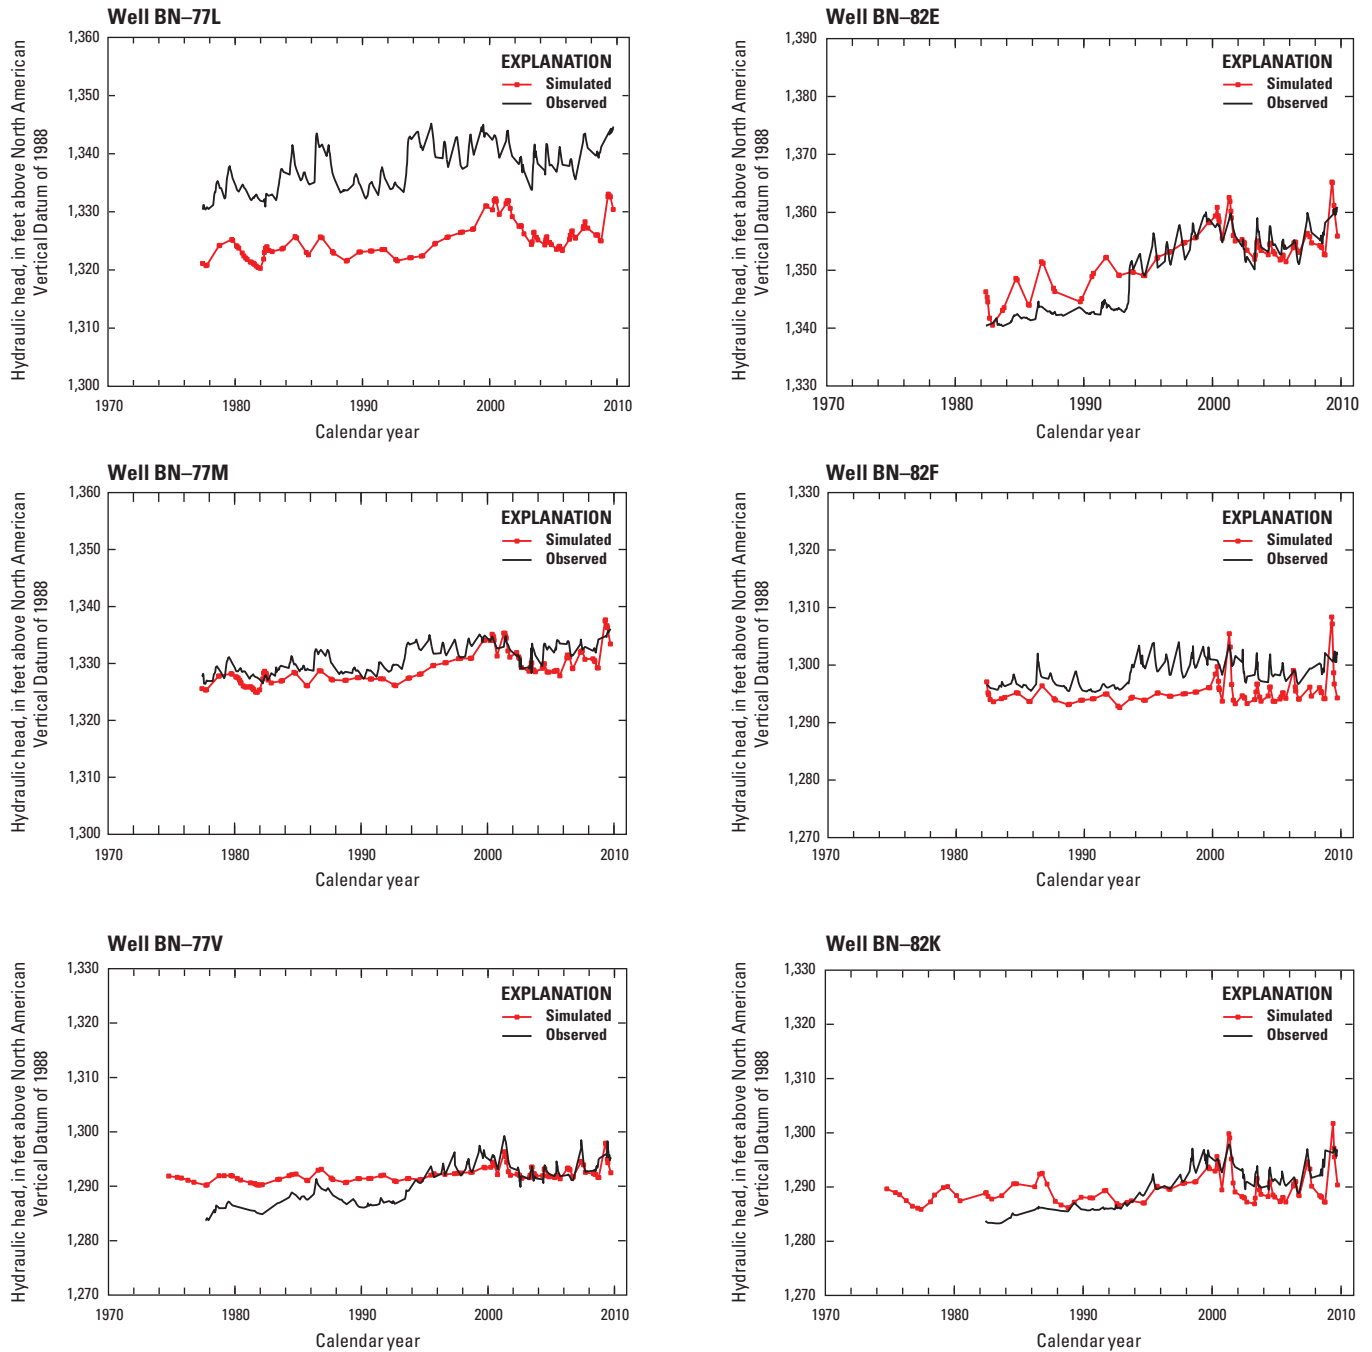 Well BN–77L
Hydraulic head, in feet above North American
Vertical Datum of 1988
1,360
1,350
1,340
1,330
1,320
1,310
1,300
EXPLANATION
Simulated
Observed
1970
1980
1990
2000
2010
Calendar year
Well BN–82E
Hydraulic head, in feet above North American
Vertical Datum of 1988
1,390
1,380
1,370
1,360
1,350
1,340
1,330
EXPLANATION
Simulated
Observed
1970
1980
1990
2000
2010
Calendar year
Well BN–77M
Hydraulic head, in feet above North American
Vertical Datum of 1988
1,360
1,350
1,340
1,330
1,320
1,310
1,300
EXPLANATION
Simulated
Observed
1970
1980
1990
2000
2010
Calendar year
Well BN–82F
Hydraulic head, in feet above North American
Vertical Datum of 1988
1,330
1,320
1,310
1,300
1,290
1,280
1,270
EXPLANATION
Simulated
Observed
1970
1980
1990
2000
2010
Calendar year
Well BN–77V
Hydraulic head, in feet above North American
Vertical Datum of 1988
1,330
1,320
1,310
1,300
1,290
1,280
1,270
EXPLANATION
Simulated
Observed
1970
1980
1990
2000
2010
Calendar year
Well BN–82K
Hydraulic head, in feet above North American
Vertical Datum of 1988
1,330
1,320
1,310
1,300
1,290
1,280
1,270
EXPLANATION
Simulated
Observed
1970
1980
1990
2000
2010
Calendar year